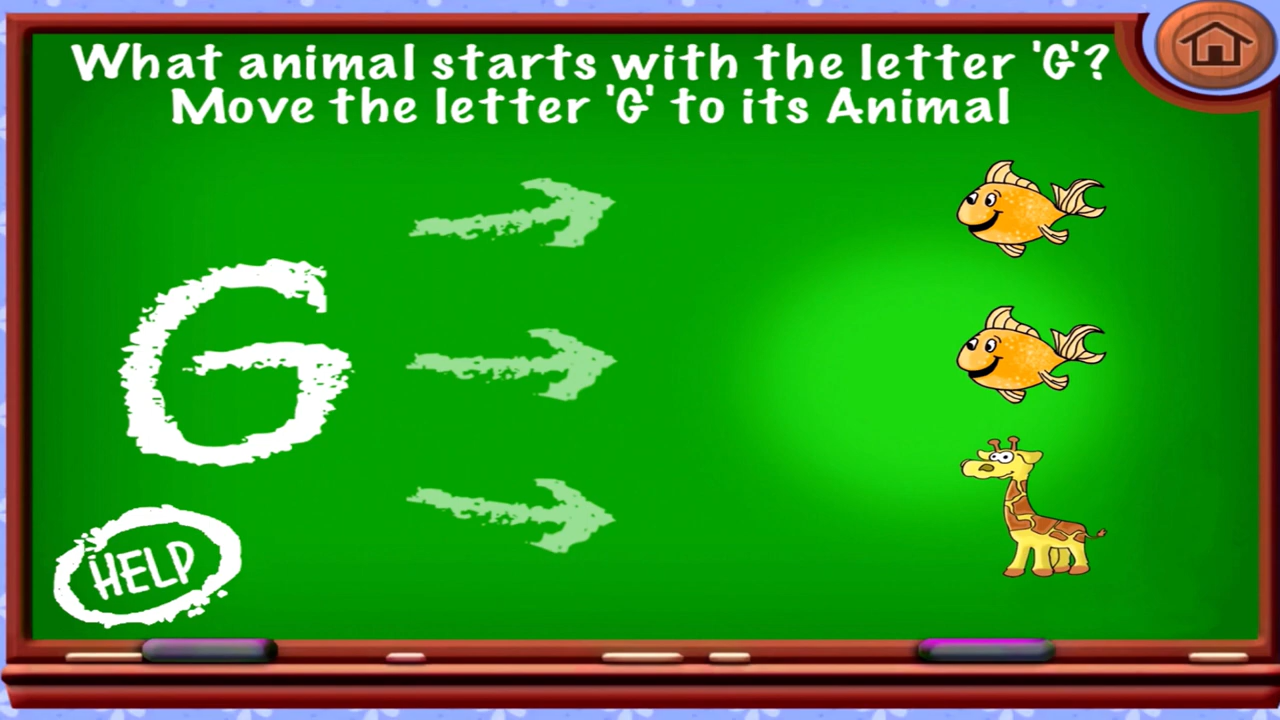 What animal starts with the letter 'G'?
Move the letter 'G' to its Animal
G
HELP